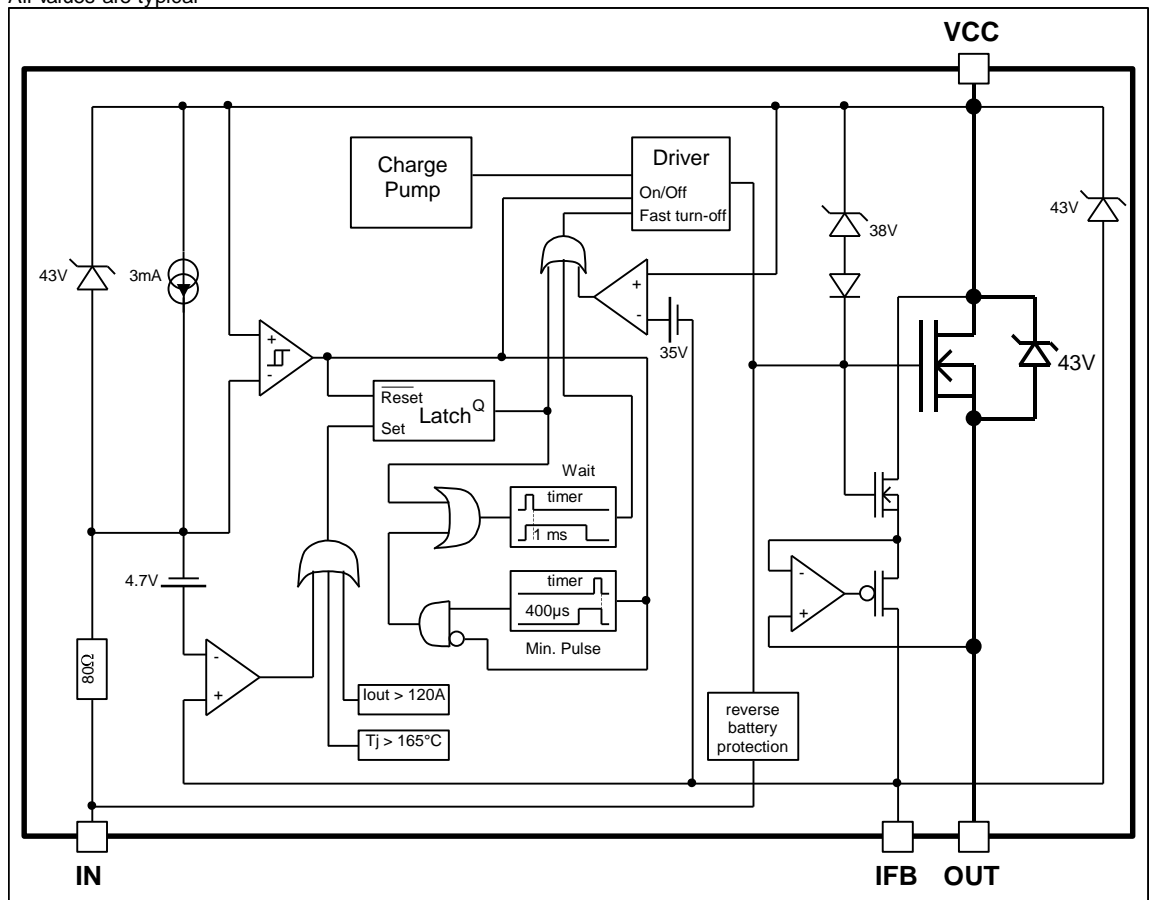 All values are typical
VCC
Charge
Pump
Driver
On/Off
Fast turn-off
43V
3mA
38V
43V
+
-
35V
+
-
43V
Reset
Latch
Q
Set
Wait
timer
1 ms
4.7V
timer
400µs
Min. Pulse
-
+
80Ω
-
+
Iout > 120A
Tj > 165°C
reverse
battery
protection
IN
IFB
OUT